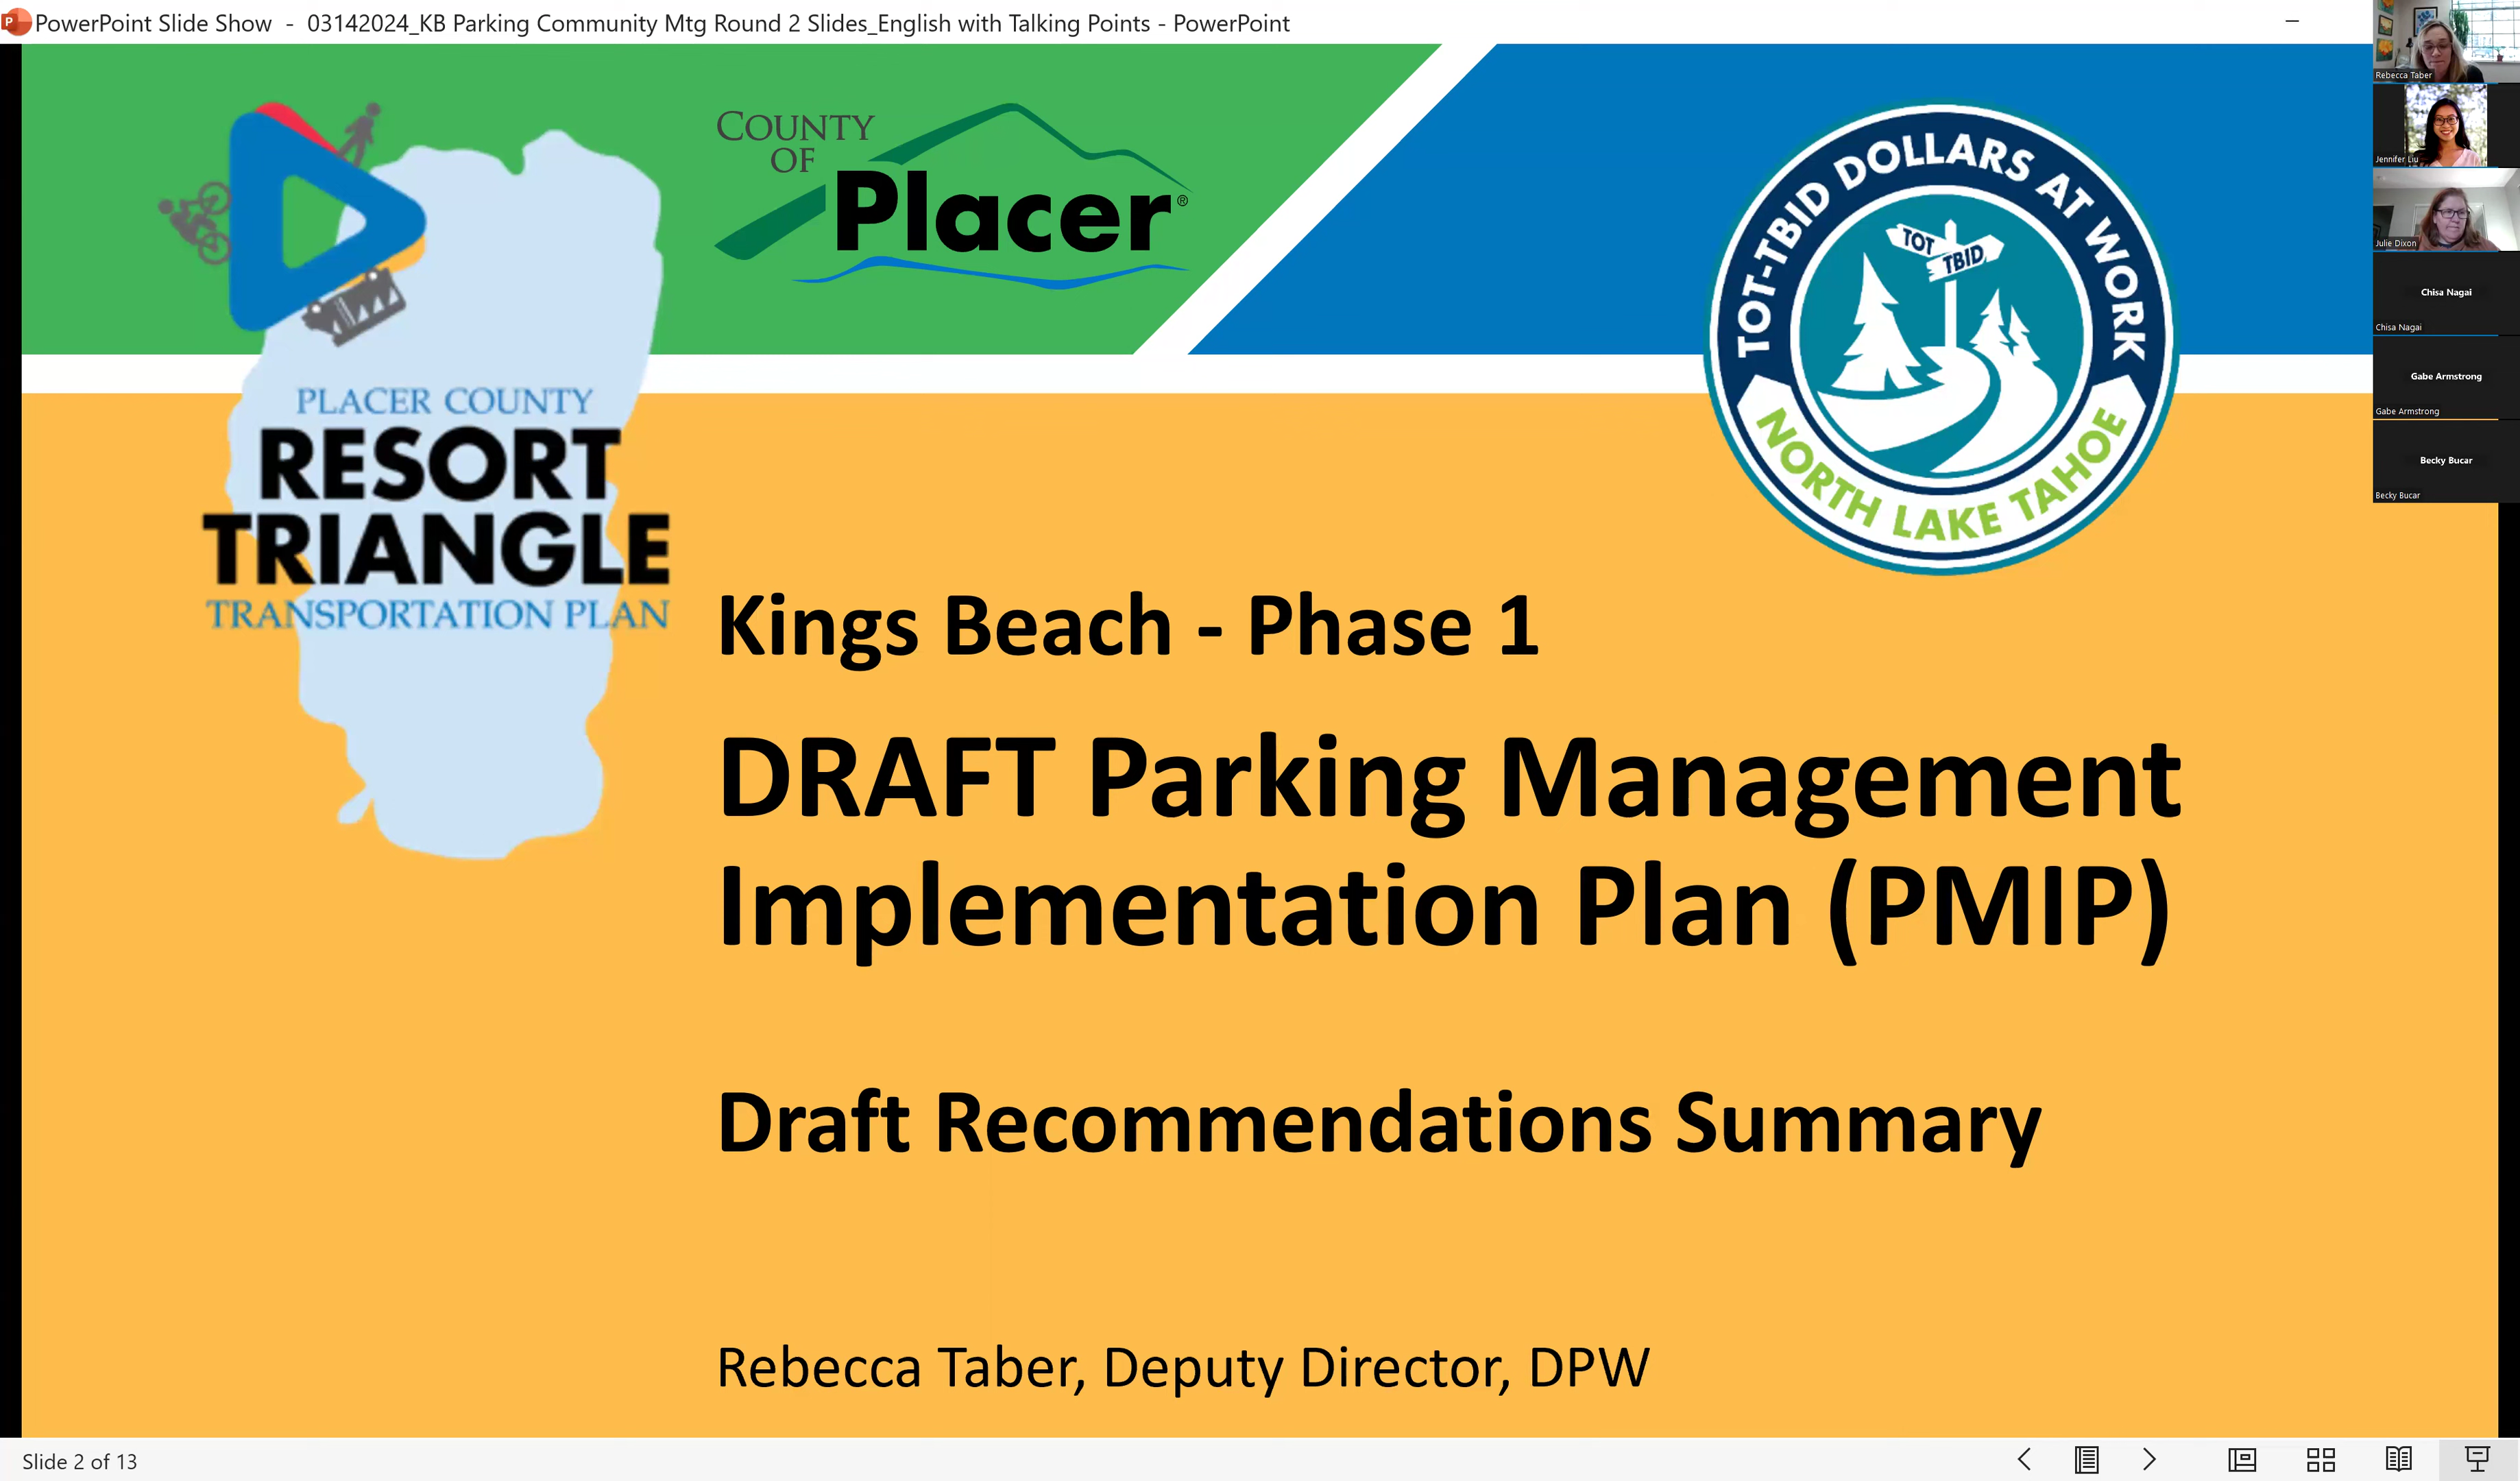 PowerPoint Slide Show - 03142024_KB Parking Community Mtg Round 2 Slides_English with Talking Points - PowerPoint
COUNTY
OF
Placer®
TOT-TBID DOLLARS AT WORK
TOT
TBID
NORTH LAKE TAHOE
PLACER COUNTY
RESORT
TRIANGLE
TRANSPORTATION PLAN
Kings Beach - Phase 1
DRAFT Parking Management
Implementation Plan (PMIP)
Draft Recommendations Summary
Rebecca Taber, Deputy Director, DPW
Rebecca Taber
Jennifer Liu
Julie Dixon
Chisa Nagai
Chisa Nagai
Gabe Armstrong
Gabe Armstrong
Becky Bucar
Becky Bucar
Slide 2 of 13